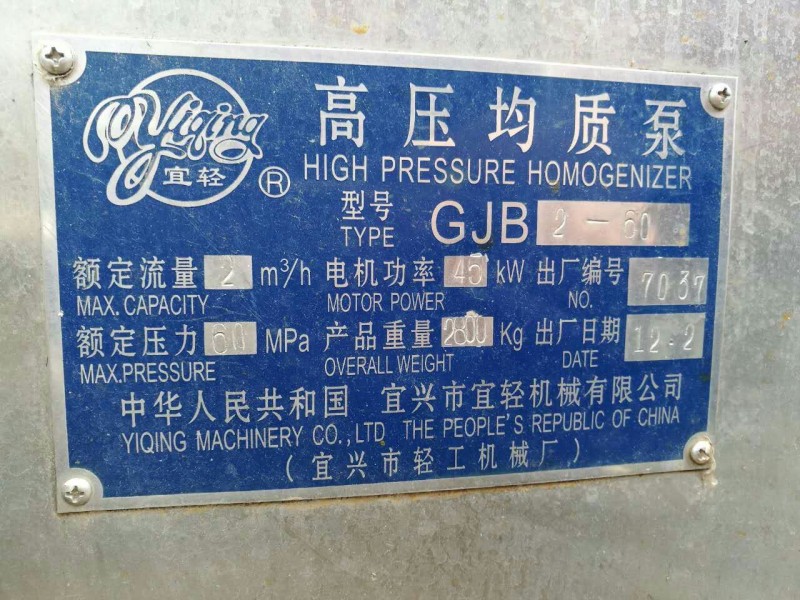 Yiqing
宜轻
®
高压均质泵
HIGH PRESSURE HOMOGENIZER
型号 GJB 2-60
TYPE
额定流量 2 m³/h 电机功率 45 kW 出厂编号 7037
MAX. CAPACITY MOTOR POWER NO.
额定压力 60 MPa 产品重量 2800 Kg 出厂日期 12.2
MAX.PRESSURE OVERALL WEIGHT DATE
中华人民共和国 宜兴市宜轻机械有限公司
YIQING MACHINERY CO.,LTD THE PEOPLE'S REPUBLIC OF CHINA
(宜兴市轻工机械厂)